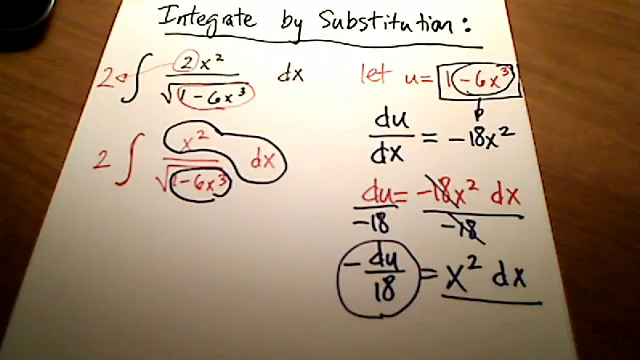 Integrate by Substitution:
2 ∫ 2x² / √(1 - 6x³) dx
2 ∫ x² / √(1 - 6x³) dx
let u = 1 - 6x³
du/dx = -18x²
du/-18 = -18x² dx/-18
-du/18 = x² dx